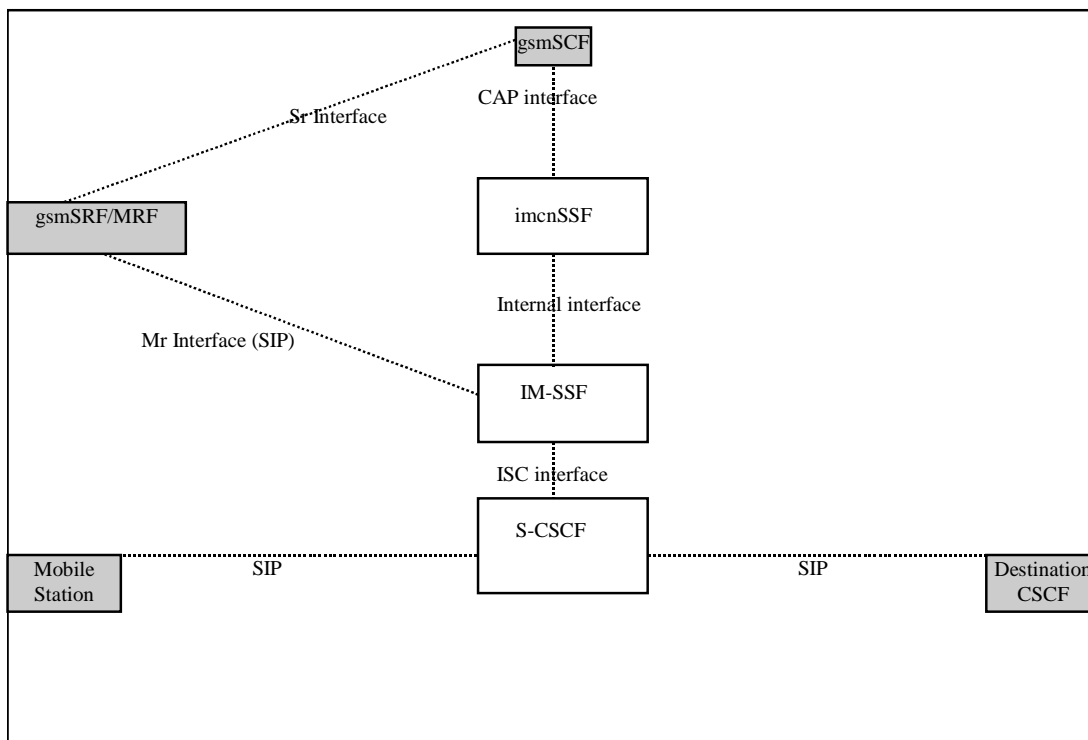 gsmSCF
CAP interface
Sr Interface
gsmSRF/MRF
imcnSSF
Internal interface
Mr Interface (SIP)
IM-SSF
ISC interface
S-CSCF
Mobile
Station
SIP
SIP
Destination
CSCF